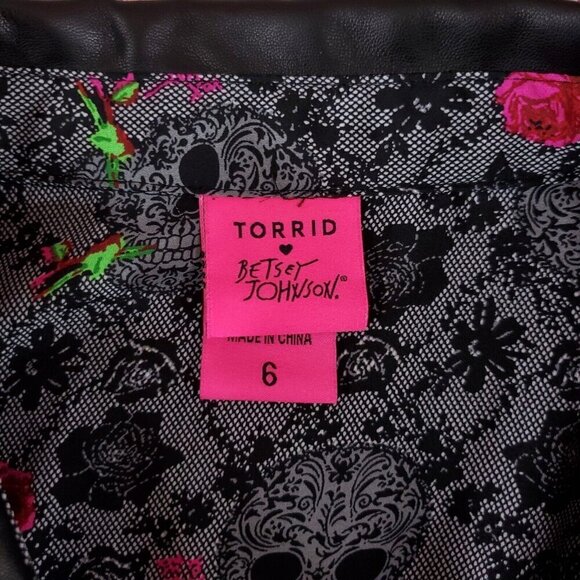 TORRID
♥
BETSEY
JOHNSON.®
MADE IN CHINA
6